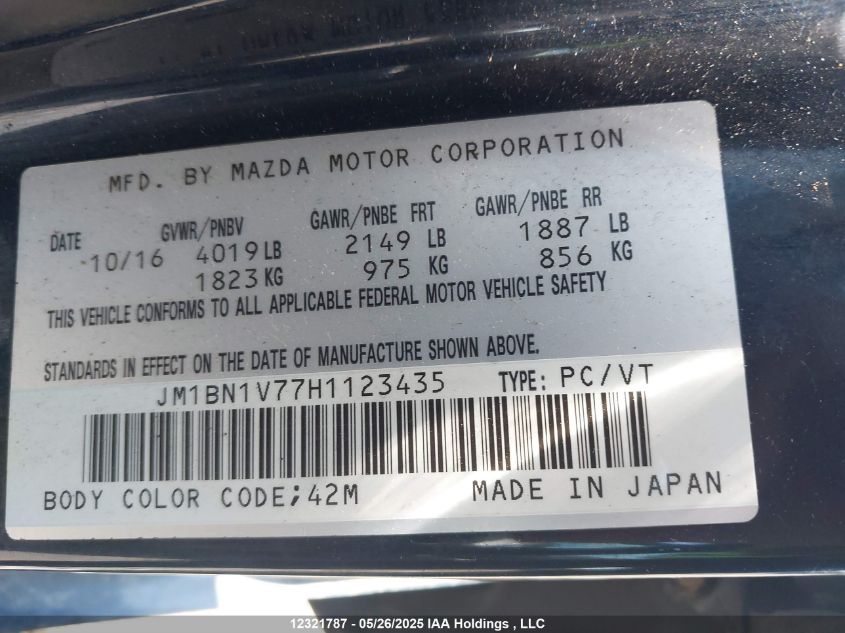 MFD. BY MAZDA MOTOR CORPORATION
DATE GVWR/PNBV GAWR/PNBE FRT GAWR/PNBE RR
10/16 4019 LB 2149 LB 1887 LB
1823 KG 975 KG 856 KG
THIS VEHICLE CONFORMS TO ALL APPLICABLE FEDERAL MOTOR VEHICLE SAFETY
STANDARDS IN EFFECT ON THE DATE OF MANUFACTURE SHOWN ABOVE.
JM1BN1V77H1123435 TYPE: PC/VT
BODY COLOR CODE;42M MADE IN JAPAN
12321787 - 05/26/2025 IAA Holdings , LLC